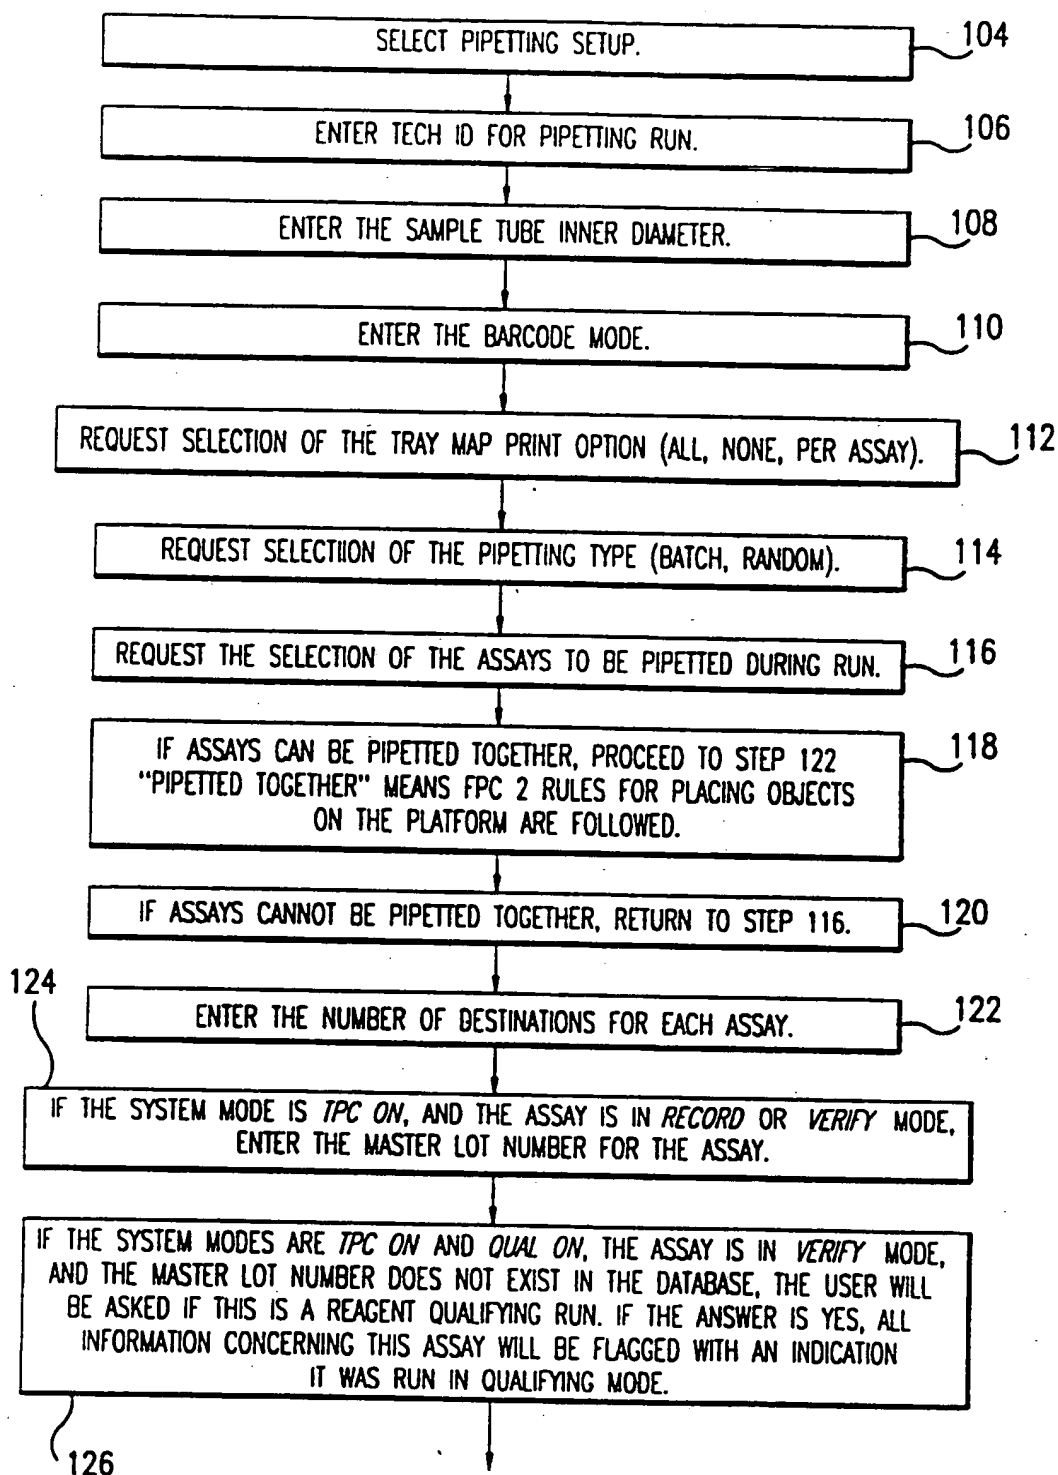 SELECT PIPETTING SETUP.
104
ENTER TECH ID FOR PIPETTING RUN.
106
ENTER THE SAMPLE TUBE INNER DIAMETER.
108
ENTER THE BARCODE MODE.
110
REQUEST SELECTION OF THE TRAY MAP PRINT OPTION (ALL, NONE, PER ASSAY).
112
REQUEST SELECTIION OF THE PIPETTING TYPE (BATCH, RANDOM).
114
REQUEST THE SELECTION OF THE ASSAYS TO BE PIPETTED DURING RUN.
116
IF ASSAYS CAN BE PIPETTED TOGETHER, PROCEED TO STEP 122
"PIPETTED TOGETHER" MEANS FPC 2 RULES FOR PLACING OBJECTS
ON THE PLATFORM ARE FOLLOWED.
118
IF ASSAYS CANNOT BE PIPETTED TOGETHER, RETURN TO STEP 116.
120
ENTER THE NUMBER OF DESTINATIONS FOR EACH ASSAY.
122
124
IF THE SYSTEM MODE IS TPC ON, AND THE ASSAY IS IN RECORD OR VERIFY MODE,
ENTER THE MASTER LOT NUMBER FOR THE ASSAY.
IF THE SYSTEM MODES ARE TPC ON AND QUAL ON, THE ASSAY IS IN VERIFY MODE,
AND THE MASTER LOT NUMBER DOES NOT EXIST IN THE DATABASE, THE USER WILL
BE ASKED IF THIS IS A REAGENT QUALIFYING RUN. IF THE ANSWER IS YES, ALL
INFORMATION CONCERNING THIS ASSAY WILL BE FLAGGED WITH AN INDICATION
IT WAS RUN IN QUALIFYING MODE.
126